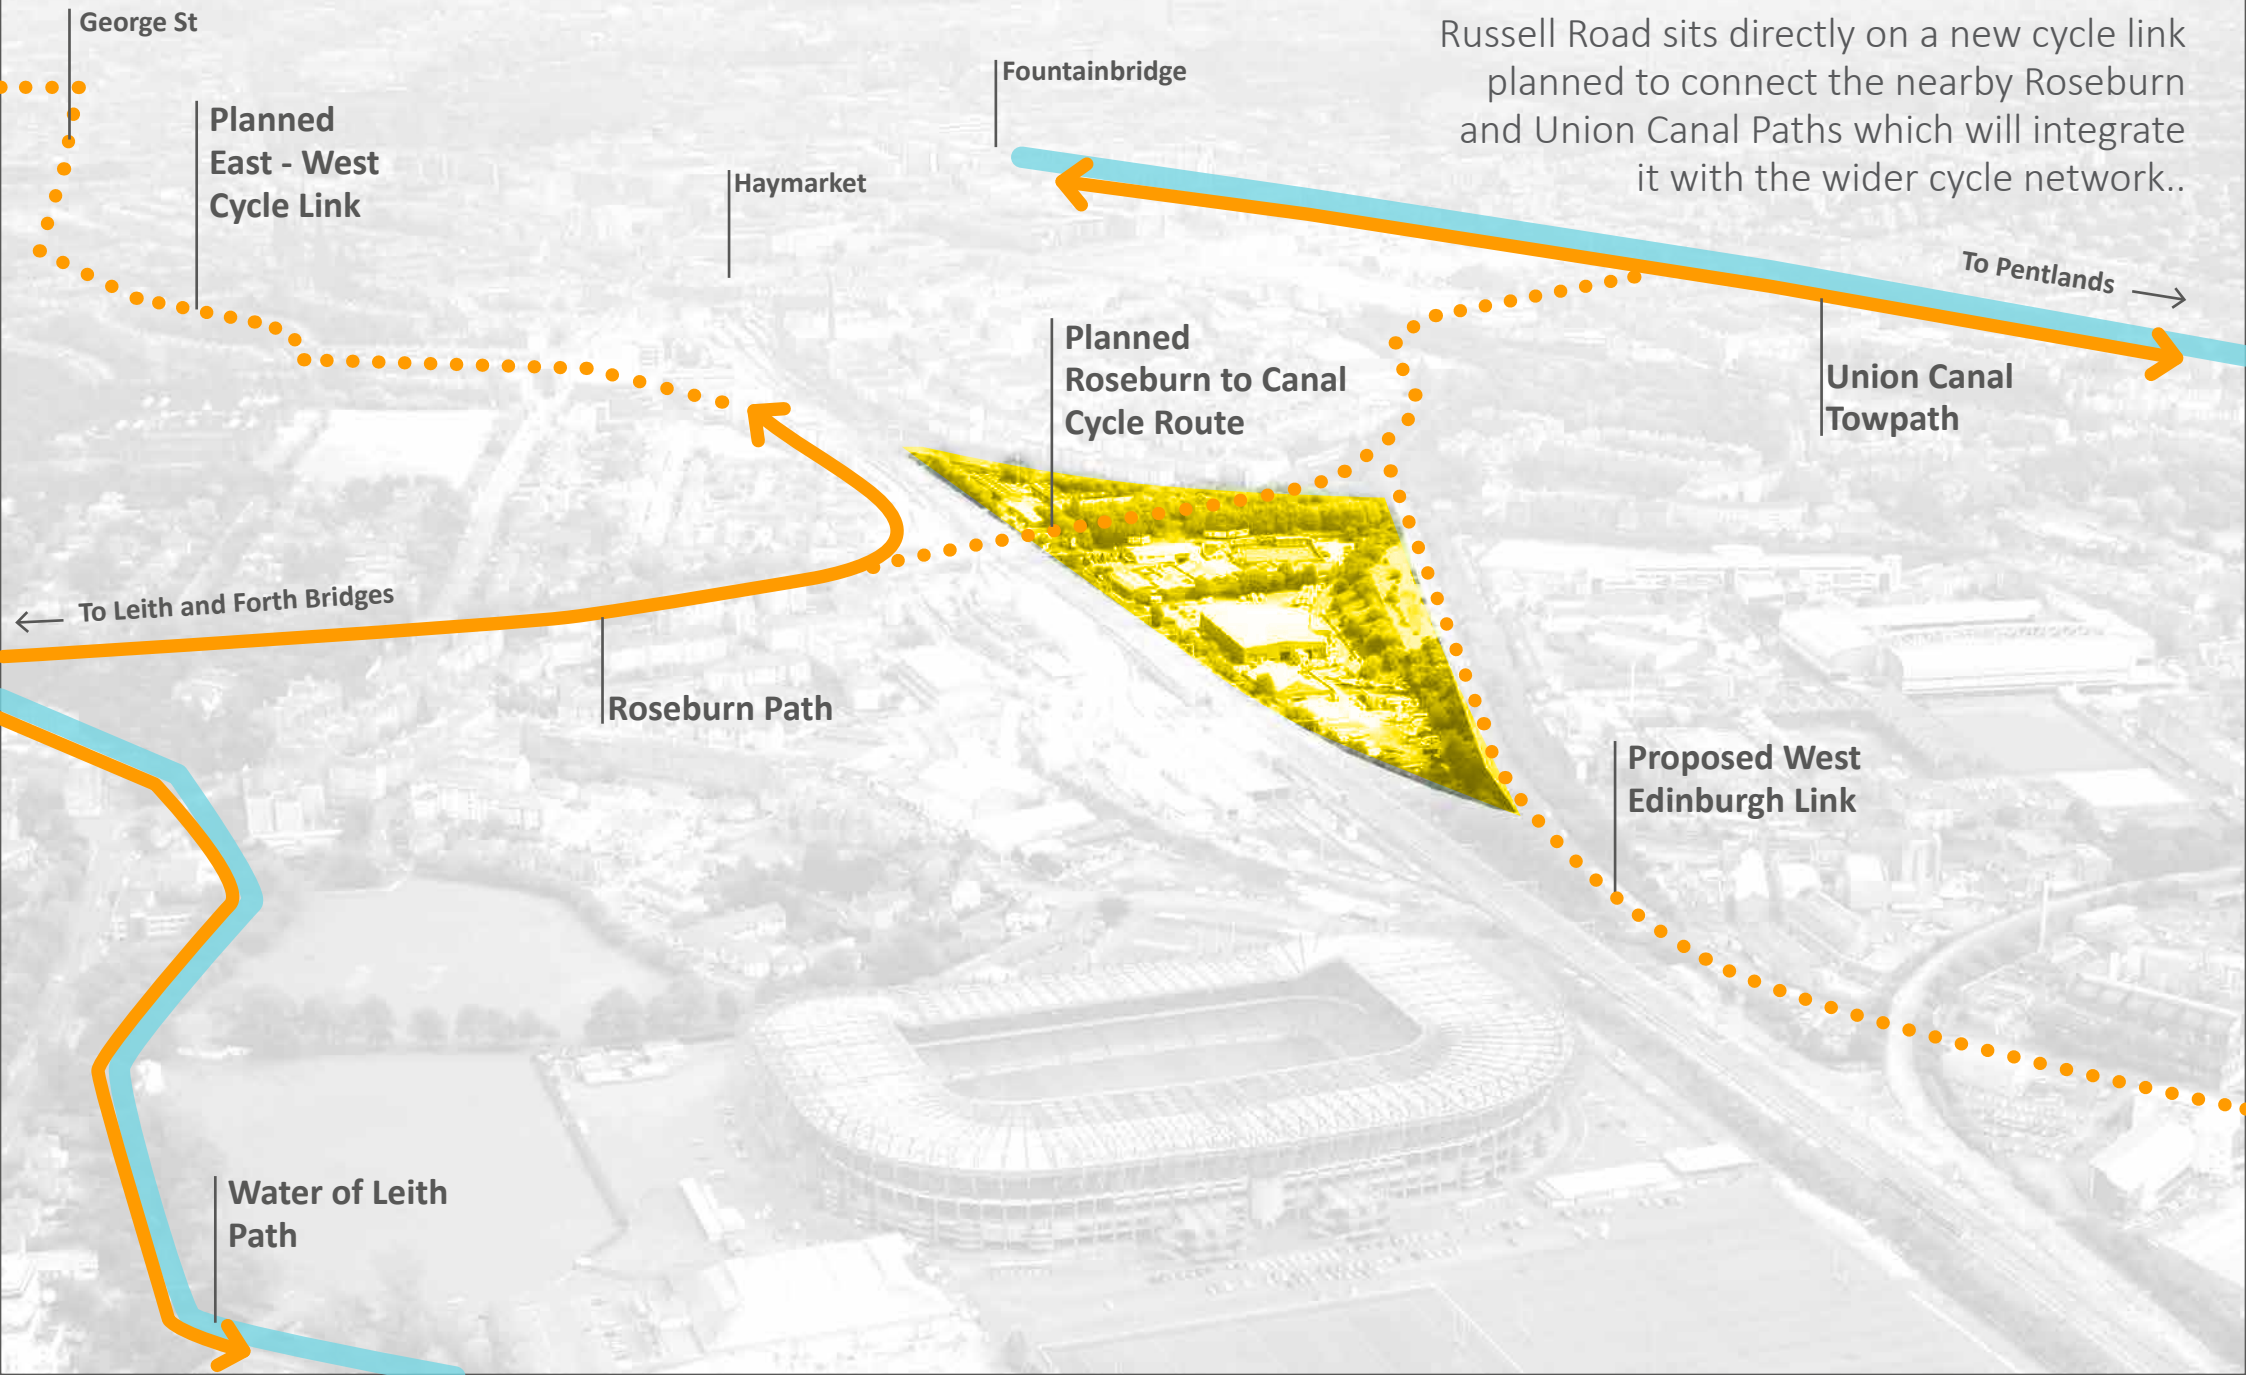 George St
Russell Road sits directly on a new cycle link
planned to connect the nearby Roseburn
and Union Canal Paths which will integrate
it with the wider cycle network..
Fountainbridge
Planned
East - West
Cycle Link
Haymarket
To Pentlands
Planned
Roseburn to Canal
Cycle Route
Union Canal
Towpath
To Leith and Forth Bridges
Roseburn Path
Proposed West
Edinburgh Link
Water of Leith
Path